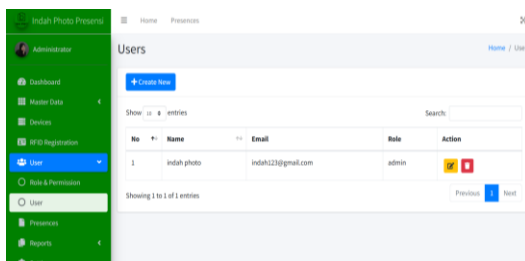 Indah Photo Presensi
Home Presences
Administrator
Users
Home / User
Dashboard
+Create New
Master Data
Devices
Show 10 entries
Search:
RFID Registration
No Name Email Role Action
User
1 indah photo indah123@gmail.com admin
Role & Permission
Showing 1 to 1 of 1 entries
Previous 1 Next
User
Presences
Reports